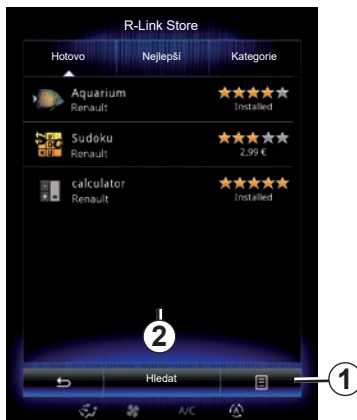 R-Link Store
Hotovo Nejlepší Kategorie
Aquarium
Renault Installed
Sudoku
Renault 2,99 €
calculator
Renault Installed
2
Hledat
1
A/C A